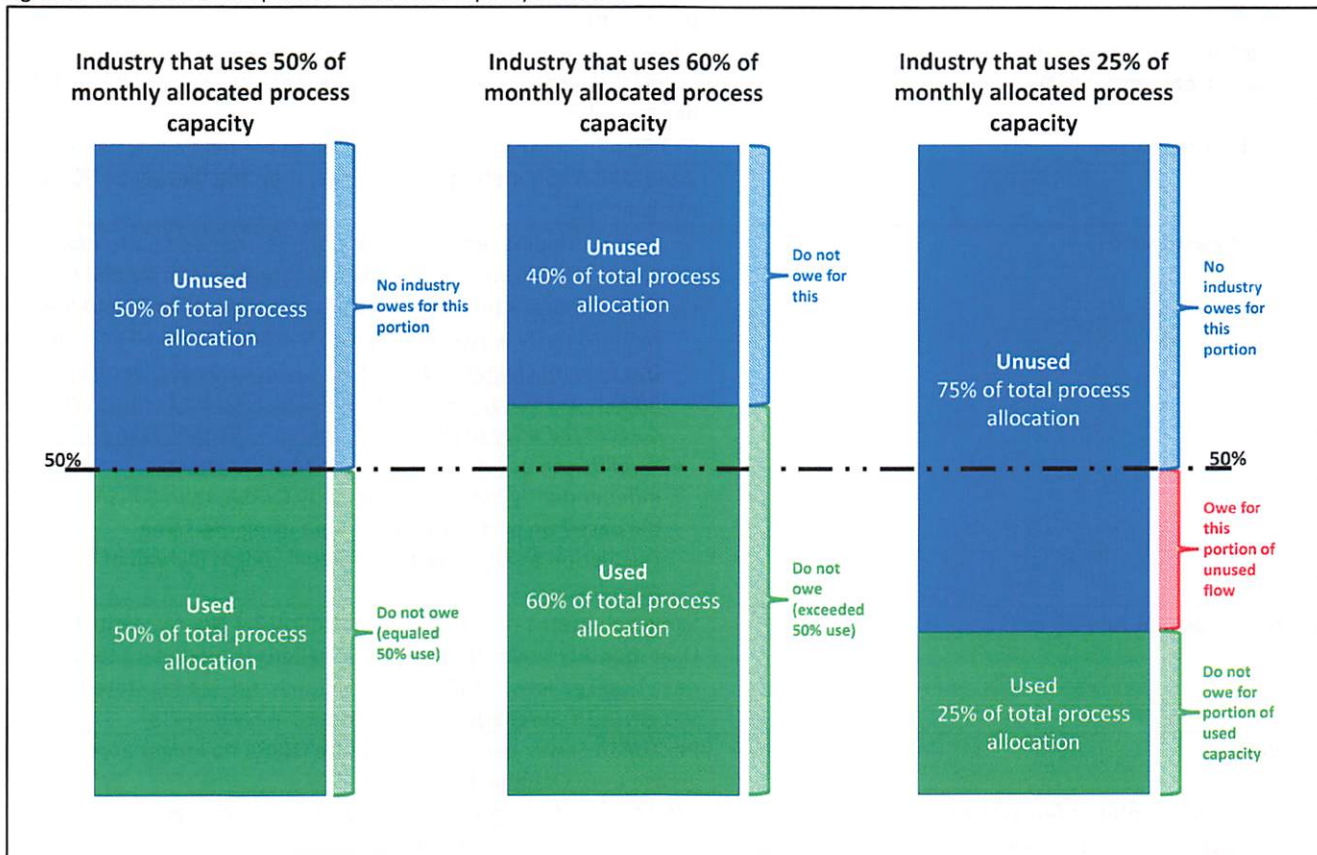 Industry that uses 50% of
monthly allocated process
capacity
Unused
50% of total process
allocation
No industry
owes for this
portion
50%
Used
50% of total process
allocation
Do not owe
(equaled
50% use)
Industry that uses 60% of
monthly allocated process
capacity
Unused
40% of total process
allocation
Do not
owe for
this
Used
60% of total process
allocation
Do not
owe
(exceeded
50% use)
Industry that uses 25% of
monthly allocated process
capacity
Unused
75% of total process
allocation
No
industry
owes for
this
portion
50%
Owe for
this
portion of
unused
flow
Used
25% of total process
allocation
Do not
owe for
portion of
used
capacity